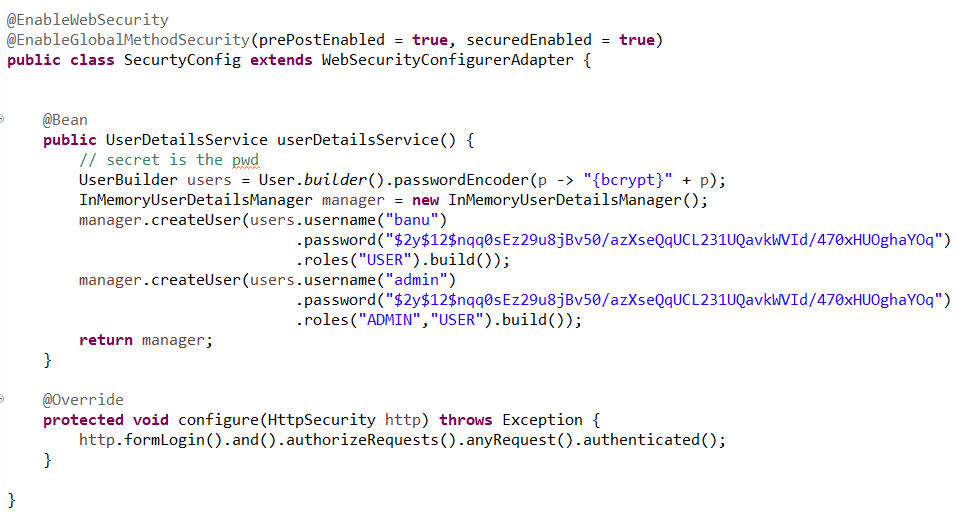 @EnableWebSecurity
@EnableGlobalMethodSecurity(prePostEnabled = true, securedEnabled = true)
public class SecurtyConfig extends WebSecurityConfigurerAdapter {
@Bean
public UserDetailsService userDetailsService() {
// secret is the pwd
UserBuilder users = User.builder().passwordEncoder(p -> "{bcrypt}" + p);
InMemoryUserDetailsManager manager = new InMemoryUserDetailsManager();
manager.createUser(users.username("banu")
.password("$2y$12$nqq0sEz29u8jBv50/azXseQqUCL231UQavkWVId/470xHUOghaYOq")
.roles("USER").build());
manager.createUser(users.username("admin")
.password("$2y$12$nqq0sEz29u8jBv50/azXseQqUCL231UQavkWVId/470xHUOghaYOq")
.roles("ADMIN","USER").build());
return manager;
}
@Override
protected void configure(HttpSecurity http) throws Exception {
http.formLogin().and().authorizeRequests().anyRequest().authenticated();
}
}